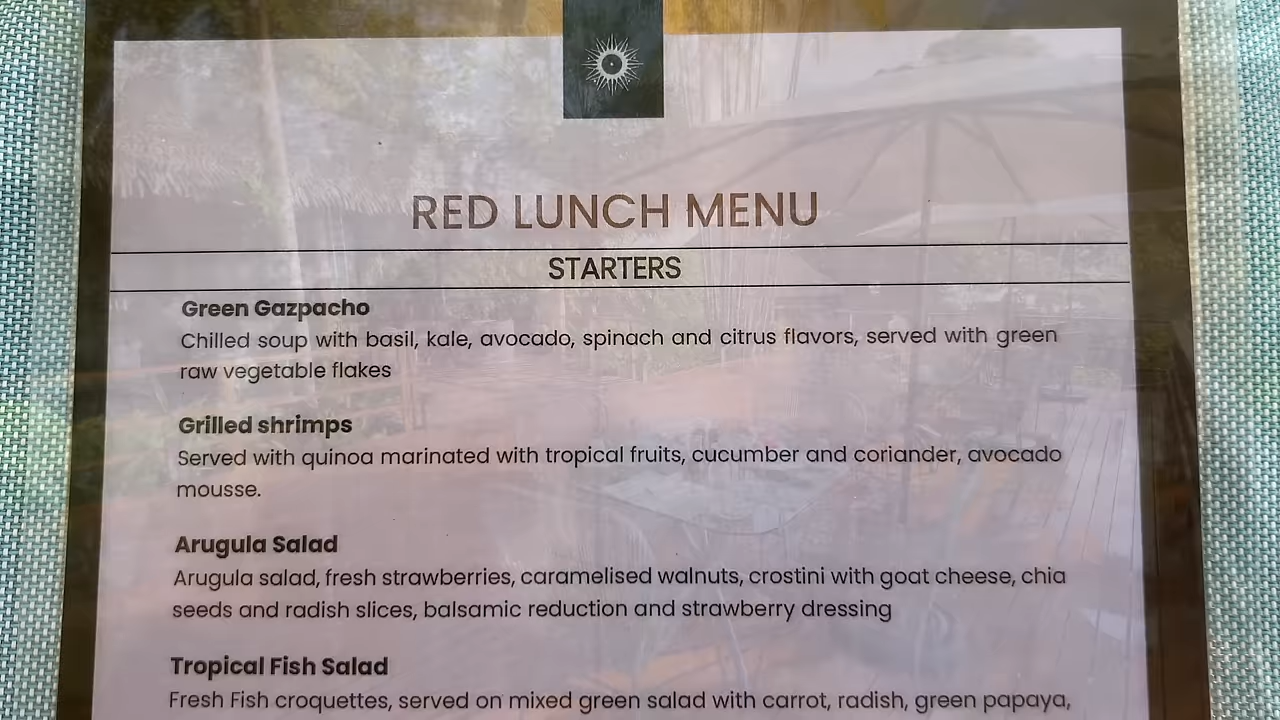 RED LUNCH MENU
STARTERS
Green Gazpacho
Chilled soup with basil, kale, avocado, spinach and citrus flavors, served with green
raw vegetable flakes
Grilled shrimps
Served with quinoa marinated with tropical fruits, cucumber and coriander, avocado
mousse.
Arugula Salad
Arugula salad, fresh strawberries, caramelised walnuts, crostini with goat cheese, chia
seeds and radish slices, balsamic reduction and strawberry dressing
Tropical Fish Salad
Fresh Fish croquettes, served on mixed green salad with carrot, radish, green papaya,